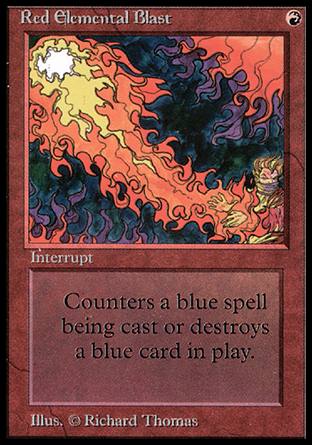 Red Elemental Blast
Interrupt
Counters a blue spell
being cast or destroys
a blue card in play.
Illus. © Richard Thomas